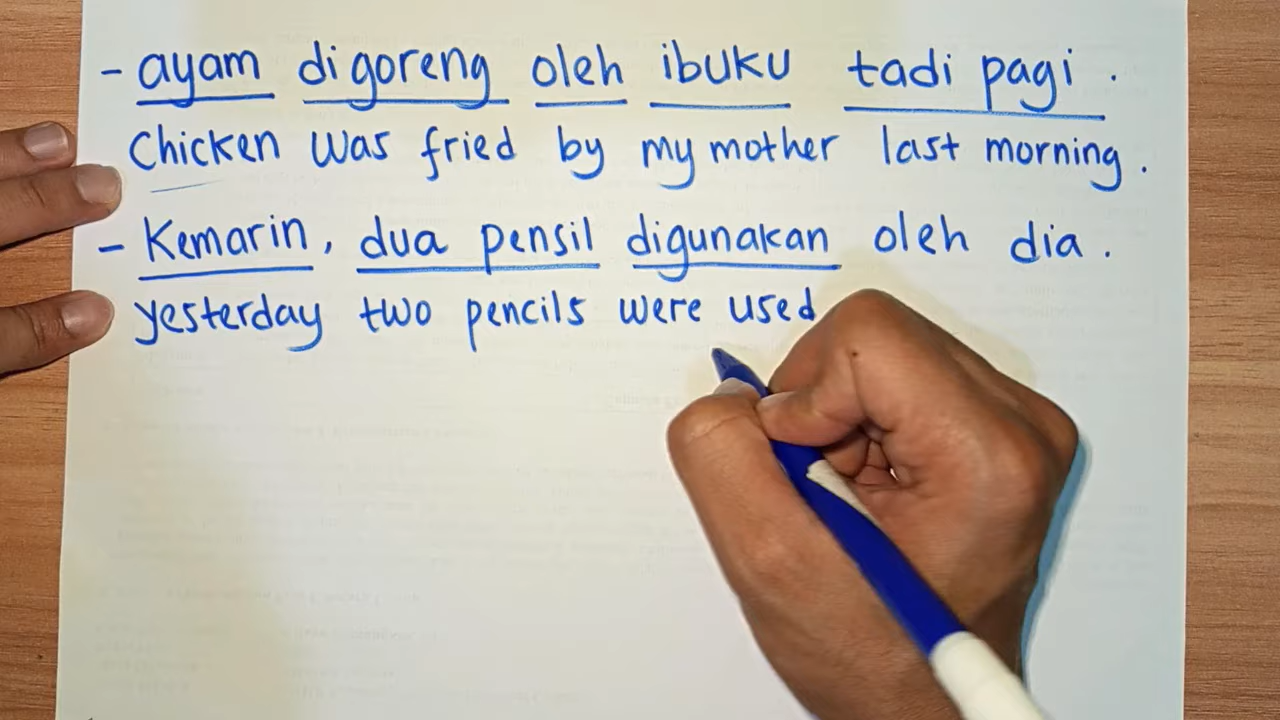 - ayam digoreng oleh ibuku tadi pagi .
Chicken was fried by my mother last morning .
- Kemarin , dua pensil digunakan oleh dia .
yesterday two pencils were used